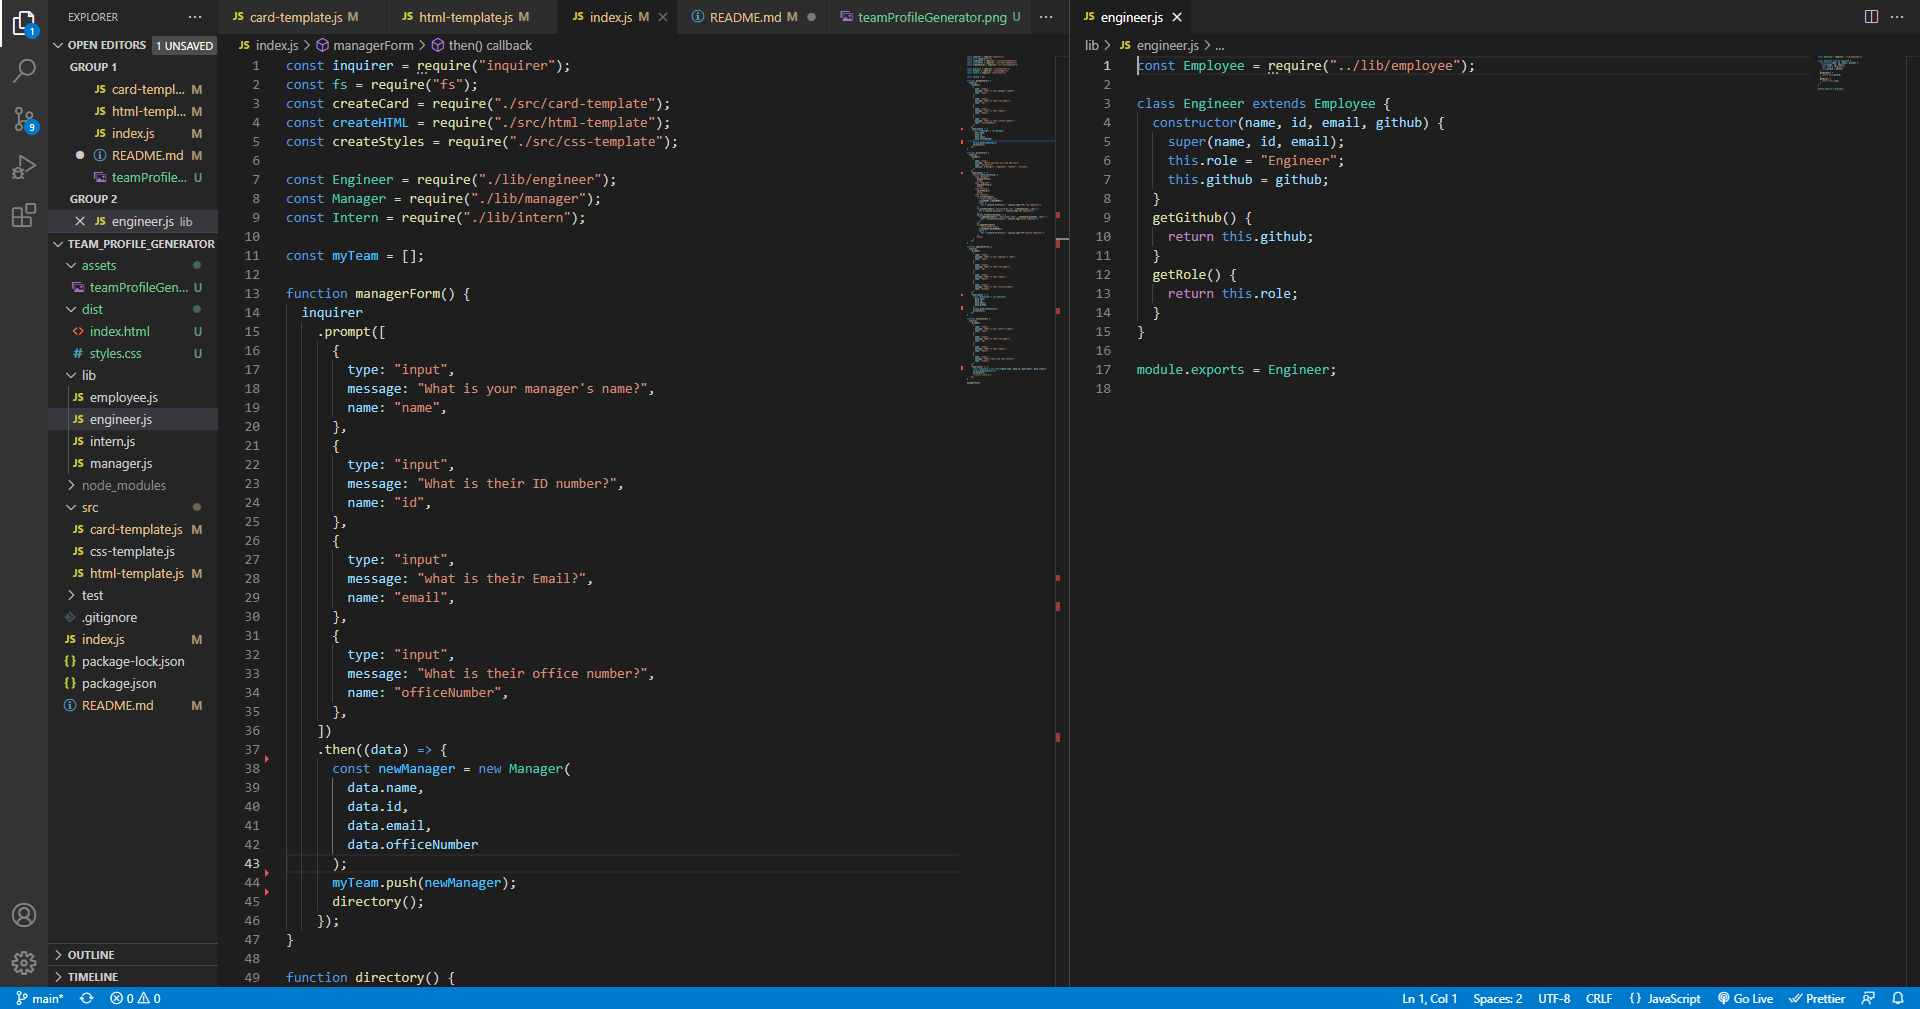 EXPLORER
OPEN EDITORS 1 UNSAVED
GROUP 1
JS card-templ... M
JS html-templ... M
JS index.js M
README.md M
teamProfile... U
GROUP 2
JS engineer.js lib
TEAM_PROFILE_GENERATOR
assets
teamProfileGen... U
dist
index.html U
# styles.css U
lib
JS employee.js
JS engineer.js
JS intern.js
JS manager.js
node_modules
src
JS card-template.js M
JS css-template.js
JS html-template.js M
test
.gitignore
JS index.js M
{} package-lock.json
{} package.json
README.md M
OUTLINE
TIMELINE
1
9
JS card-template.js M
JS html-template.js M
JS index.js M
README.md M
teamProfileGenerator.png U
JS index.js > managerForm > then() callback
1 const inquirer = require("inquirer");
2 const fs = require("fs");
3 const createCard = require("./src/card-template");
4 const createHTML = require("./src/html-template");
5 const createStyles = require("./src/css-template");
6
7 const Engineer = require("./lib/engineer");
8 const Manager = require("./lib/manager");
9 const Intern = require("./lib/intern");
10
11 const myTeam = [];
12
13 function managerForm() {
14 inquirer
15 .prompt([
16 {
17 type: "input",
18 message: "What is your manager's name?",
19 name: "name",
20 },
21 {
22 type: "input",
23 message: "What is their ID number?",
24 name: "id",
25 },
26 {
27 type: "input",
28 message: "what is their Email?",
29 name: "email",
30 },
31 {
32 type: "input",
33 message: "What is their office number?",
34 name: "officeNumber",
35 },
36 ])
37 .then((data) => {
38 const newManager = new Manager(
39 data.name,
40 data.id,
41 data.email,
42 data.officeNumber
43 );
44 myTeam.push(newManager);
45 directory();
46 });
47 }
48
49 function directory() {
JS engineer.js
lib > JS engineer.js > ...
1 const Employee = require("../lib/employee");
2
3 class Engineer extends Employee {
4 constructor(name, id, email, github) {
5 super(name, id, email);
6 this.role = "Engineer";
7 this.github = github;
8 }
9 getGithub() {
10 return this.github;
11 }
12 getRole() {
13 return this.role;
14 }
15 }
16
17 module.exports = Engineer;
18
main* 0 0 Ln 1, Col 1 Spaces: 2 UTF-8 CRLF {} JavaScript Go Live Prettier